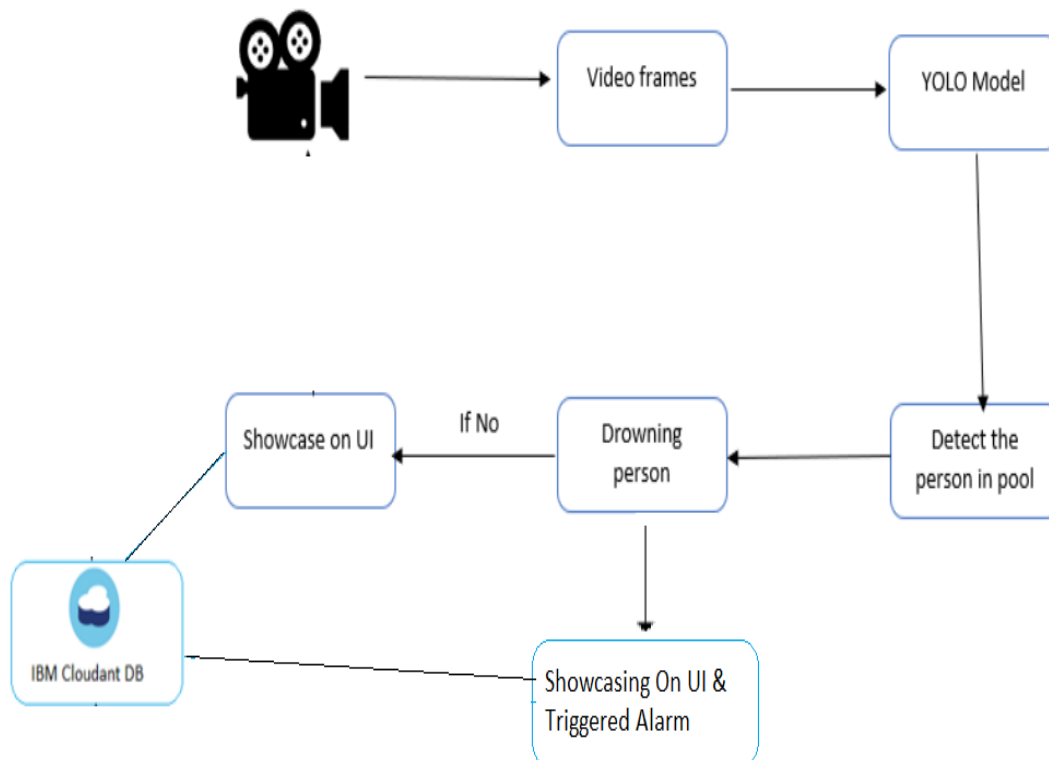 Video frames
YOLO Model
Detect the
person in pool
Drowning
person
If No
Showcase on UI
IBM Cloudant DB
Showcasing On UI &
Triggered Alarm